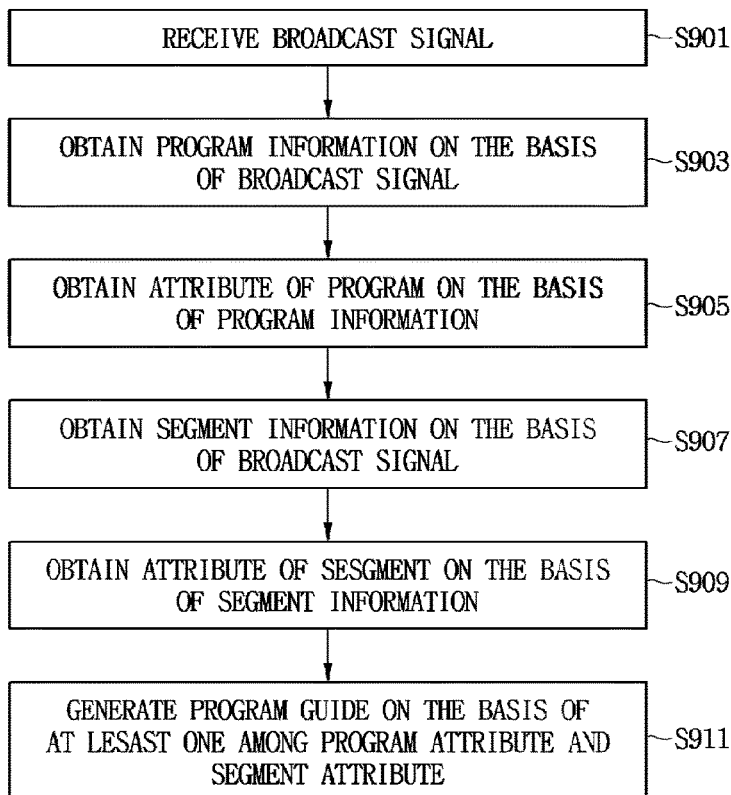 RECEIVE BROADCAST SIGNAL
S901
OBTAIN PROGRAM INFORMATION ON THE BASIS
OF BROADCAST SIGNAL
S903
OBTAIN ATTRIBUTE OF PROGRAM ON THE BASIS
OF PROGRAM INFORMATION
S905
OBTAIN SEGMENT INFORMATION ON THE BASIS
OF BROADCAST SIGNAL
S907
OBTAIN ATTRIBUTE OF SESGMENT ON THE BASIS
OF SEGMENT INFORMATION
S909
GENERATE PROGRAM GUIDE ON THE BASIS OF
AT LESAST ONE AMONG PROGRAM ATTRIBUTE AND
SEGMENT ATTRIBUTE
S911